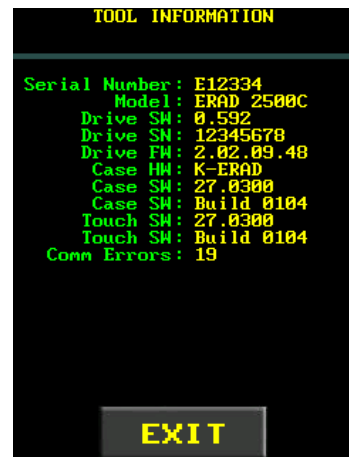 TOOL INFORMATION
Serial Number: E12334
Model: ERAD 2500C
Drive SW: 0.592
Drive SN: 12345678
Drive FW: 2.02.09.48
Case HW: K-ERAD
Case SW: 27.0300
Case SW: Build 0104
Touch SW: 27.0300
Touch SW: Build 0104
Comm Errors: 19
EXIT